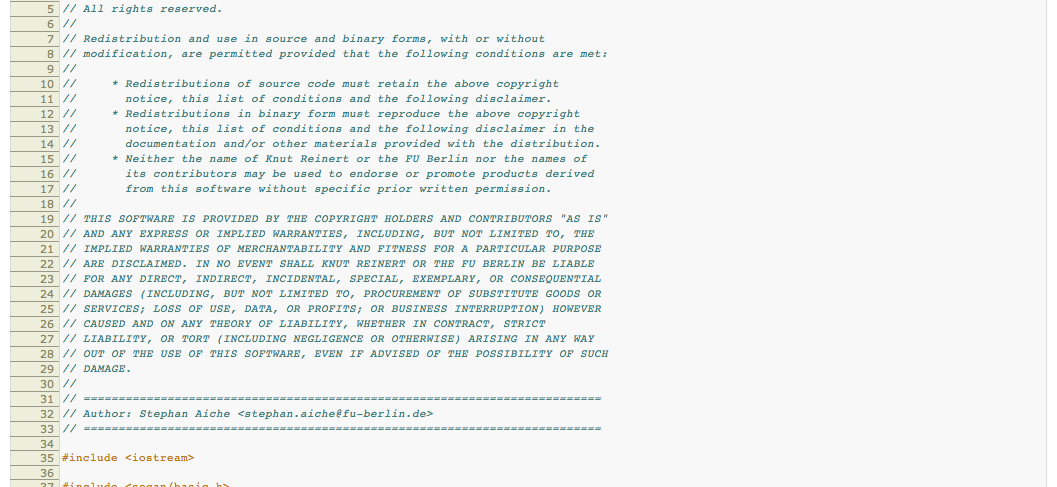 5 // All rights reserved.
6 //
7 // Redistribution and use in source and binary forms, with or without
8 // modification, are permitted provided that the following conditions are met:
9 //
10 //     * Redistributions of source code must retain the above copyright
11 //       notice, this list of conditions and the following disclaimer.
12 //     * Redistributions in binary form must reproduce the above copyright
13 //       notice, this list of conditions and the following disclaimer in the
14 //       documentation and/or other materials provided with the distribution.
15 //     * Neither the name of Knut Reinert or the FU Berlin nor the names of
16 //       its contributors may be used to endorse or promote products derived
17 //       from this software without specific prior written permission.
18 //
19 // THIS SOFTWARE IS PROVIDED BY THE COPYRIGHT HOLDERS AND CONTRIBUTORS "AS IS"
20 // AND ANY EXPRESS OR IMPLIED WARRANTIES, INCLUDING, BUT NOT LIMITED TO, THE
21 // IMPLIED WARRANTIES OF MERCHANTABILITY AND FITNESS FOR A PARTICULAR PURPOSE
22 // ARE DISCLAIMED. IN NO EVENT SHALL KNUT REINERT OR THE FU BERLIN BE LIABLE
23 // FOR ANY DIRECT, INDIRECT, INCIDENTAL, SPECIAL, EXEMPLARY, OR CONSEQUENTIAL
24 // DAMAGES (INCLUDING, BUT NOT LIMITED TO, PROCUREMENT OF SUBSTITUTE GOODS OR
25 // SERVICES; LOSS OF USE, DATA, OR PROFITS; OR BUSINESS INTERRUPTION) HOWEVER
26 // CAUSED AND ON ANY THEORY OF LIABILITY, WHETHER IN CONTRACT, STRICT
27 // LIABILITY, OR TORT (INCLUDING NEGLIGENCE OR OTHERWISE) ARISING IN ANY WAY
28 // OUT OF THE USE OF THIS SOFTWARE, EVEN IF ADVISED OF THE POSSIBILITY OF SUCH
29 // DAMAGE.
30 //
31 // ==========================================================================
32 // Author: Stephan Aiche <stephan.aiche@fu-berlin.de>
33 // ==========================================================================
34
35 #include <iostream>
36
37 #include <seqan/basic.h>